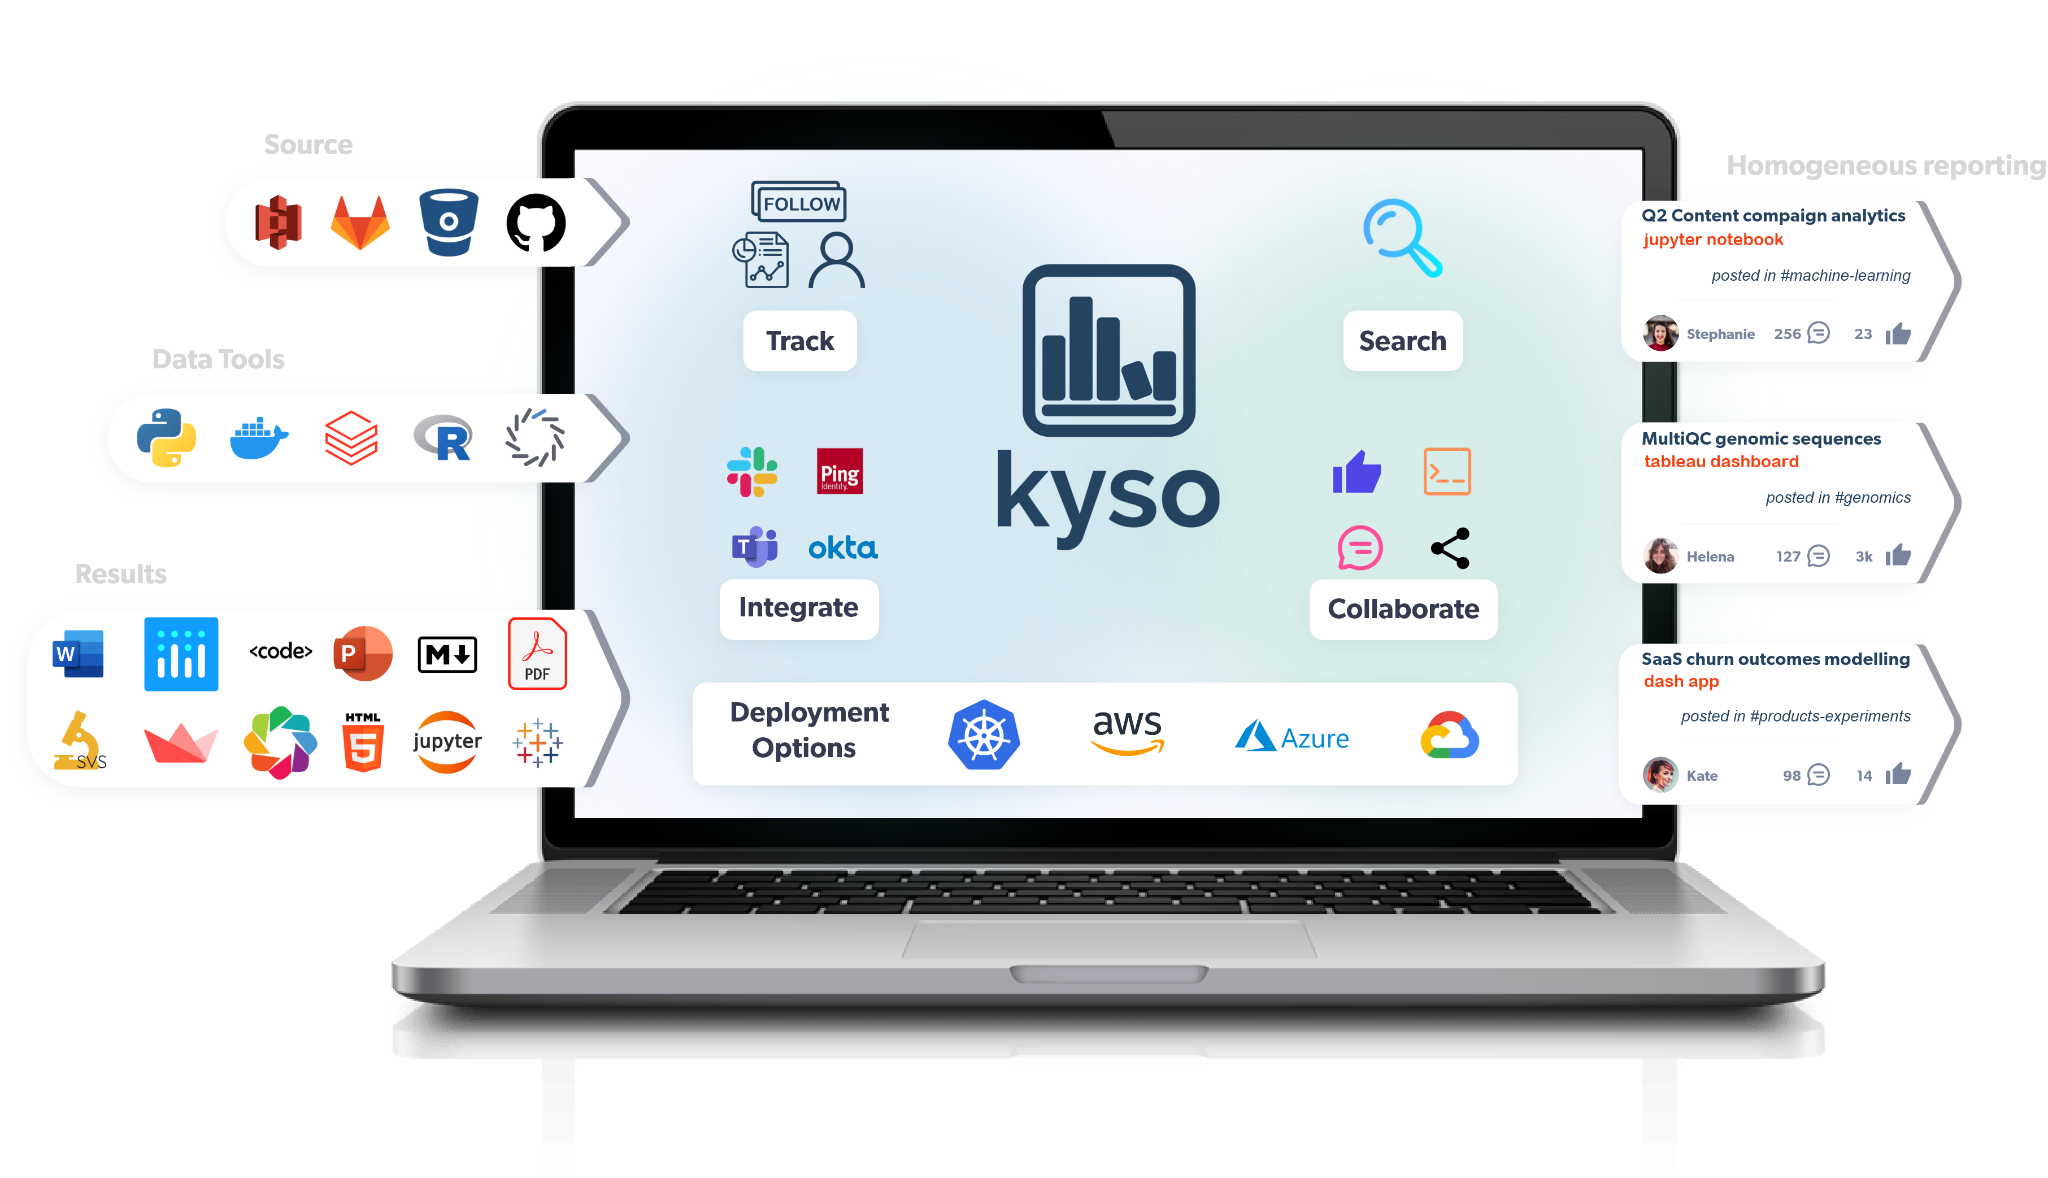 Source
Data Tools
Results
W
<code>
P
M
PDF
SVS
HTML
5
jupyter
FOLLOW
Track
Search
kyso
Ping
Identity
T
okta
Integrate
Collaborate
Deployment
Options
aws
Azure
Homogeneous reporting
Q2 Content compaign analytics
jupyter notebook
posted in #machine-learning
Stephanie 256 23
MultiQC genomic sequences
tableau dashboard
posted in #genomics
Helena 127 3k
SaaS churn outcomes modelling
dash app
posted in #products-experiments
Kate 98 14
R